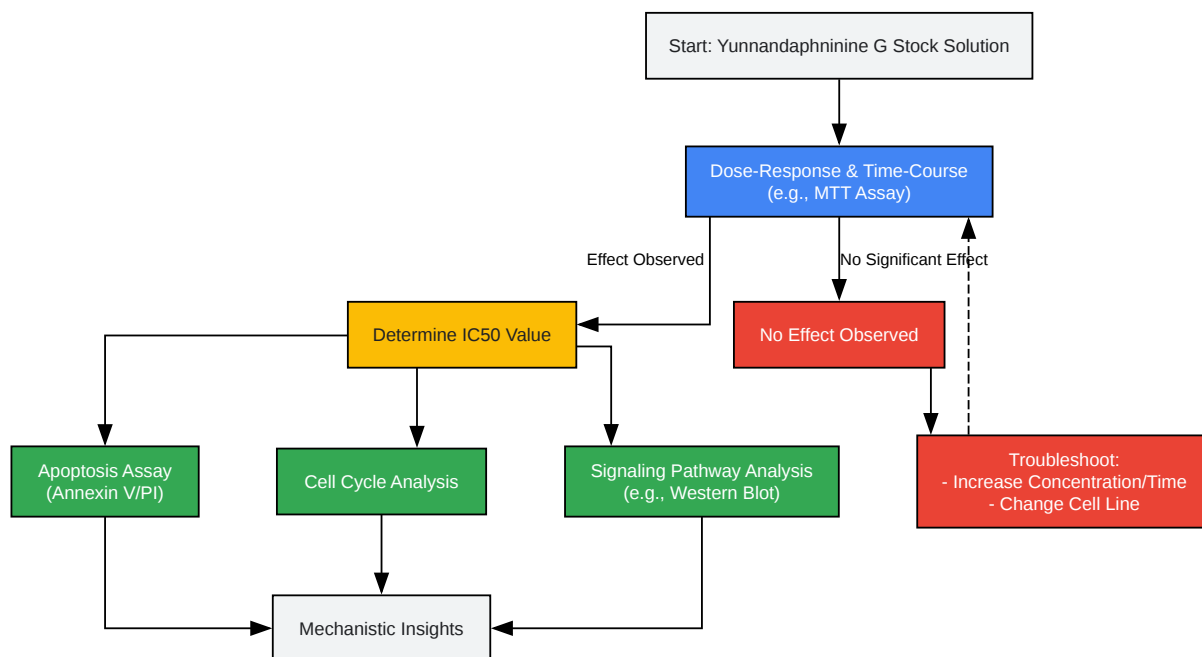 Start: Yunnandaphninine G Stock Solution
Dose-Response & Time-Course
(e.g., MTT Assay)
Effect Observed
No Significant Effect
Determine IC50 Value
No Effect Observed
Apoptosis Assay
(Annexin V/PI)
Cell Cycle Analysis
Signaling Pathway Analysis
(e.g., Western Blot)
Troubleshoot:
- Increase Concentration/Time
- Change Cell Line
Mechanistic Insights